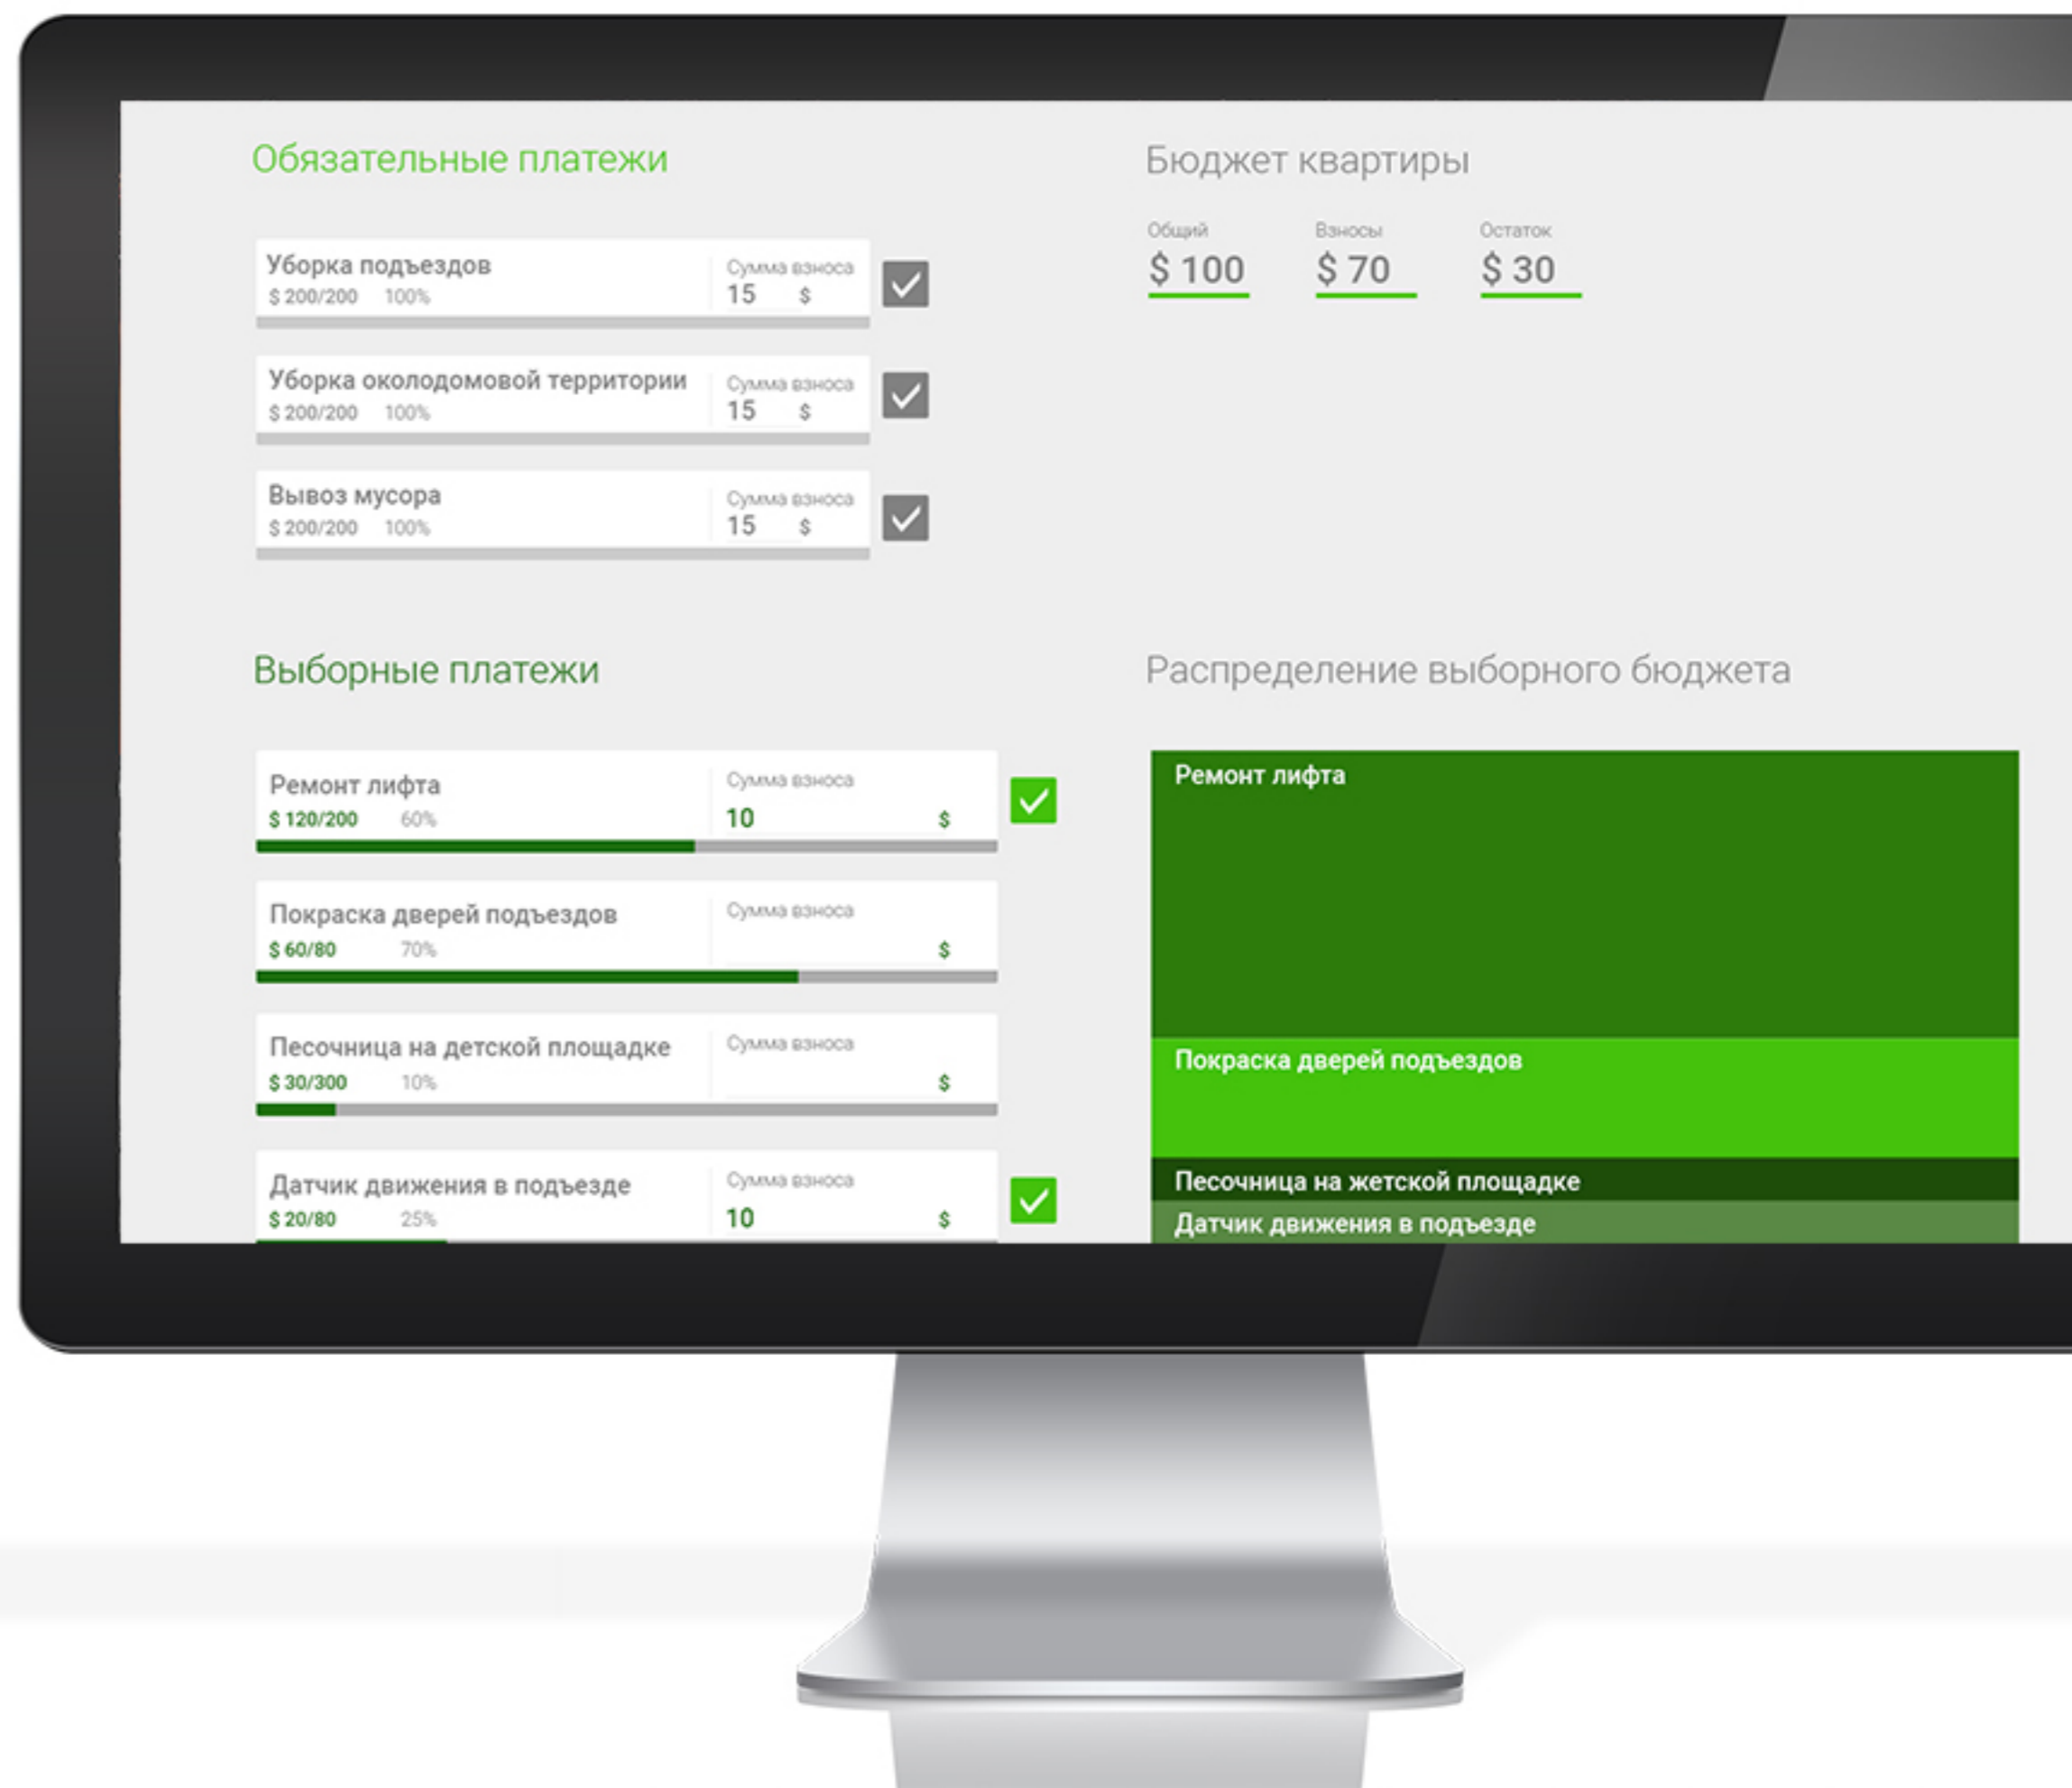 Обязательные платежи
Уборка подъездов
$ 200/200 100%
Сумма взноса
15 $
Уборка околодомовой территории
$ 200/200 100%
Сумма взноса
15 $
Вывоз мусора
$ 200/200 100%
Сумма взноса
15 $
Бюджет квартиры
Общий
$ 100
Взносы
$ 70
Остаток
$ 30
Выборные платежи
Ремонт лифта
$ 120/200 60%
Сумма взноса
10 $
Покраска дверей подъездов
$ 60/80 70%
Сумма взноса
$
Песочница на детской площадке
$ 30/300 10%
Сумма взноса
$
Датчик движения в подъезде
$ 20/80 25%
Сумма взноса
10 $
Распределение выборного бюджета
Ремонт лифта
Покраска дверей подъездов
Песочница на жетской площадке
Датчик движения в подъезде